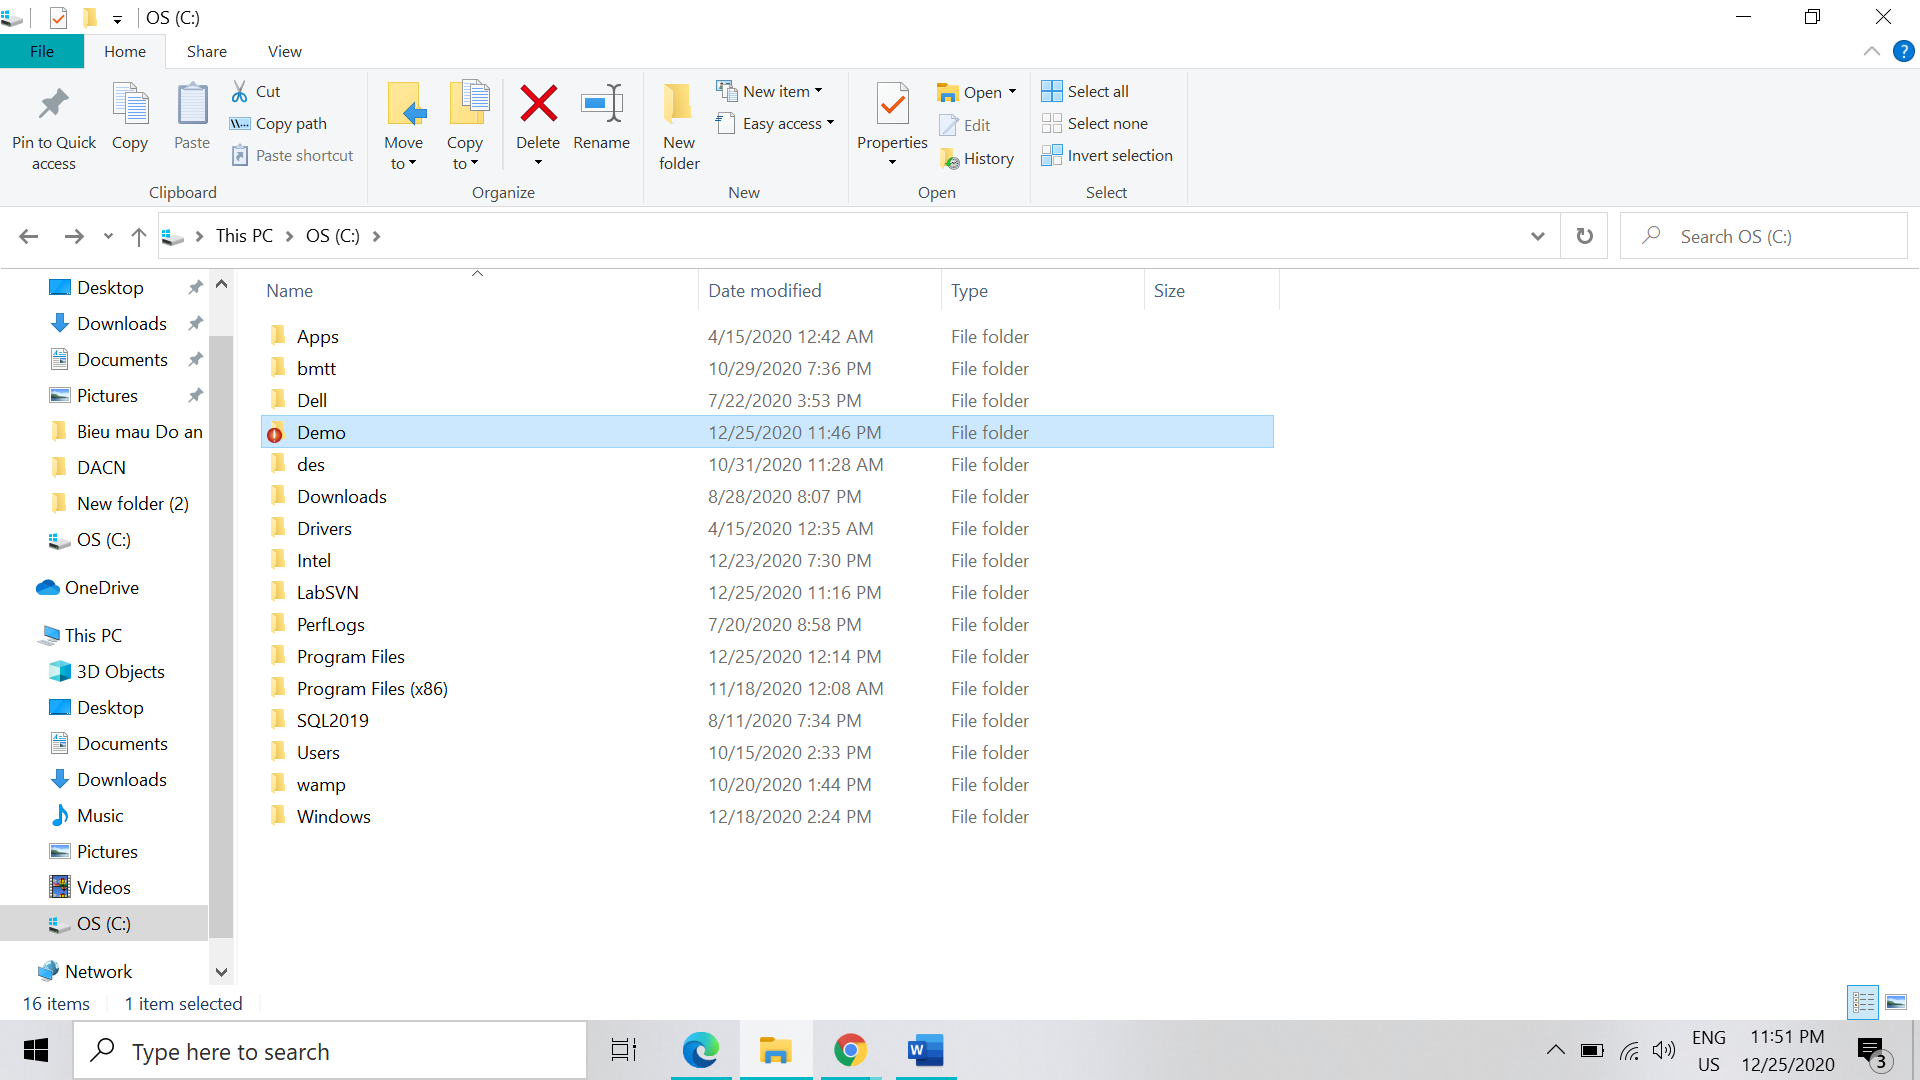 OS (C:)
File Home Share View
Pin to Quick access
Copy
Paste
Cut
Copy path
Paste shortcut
Clipboard
Move to
Copy to
Delete
Rename
Organize
New folder
New item
Easy access
New
Properties
Open
Edit
History
Open
Select all
Select none
Invert selection
Select
This PC OS (C:)
Search OS (C:)
Desktop
Downloads
Documents
Pictures
Bieu mau Do an
DACN
New folder (2)
OS (C:)
OneDrive
This PC
3D Objects
Desktop
Documents
Downloads
Music
Pictures
Videos
OS (C:)
Network
Name Date modified Type Size
Apps 4/15/2020 12:42 AM File folder
bmtt 10/29/2020 7:36 PM File folder
Dell 7/22/2020 3:53 PM File folder
Demo 12/25/2020 11:46 PM File folder
des 10/31/2020 11:28 AM File folder
Downloads 8/28/2020 8:07 PM File folder
Drivers 4/15/2020 12:35 AM File folder
Intel 12/23/2020 7:30 PM File folder
LabSVN 12/25/2020 11:16 PM File folder
PerfLogs 7/20/2020 8:58 PM File folder
Program Files 12/25/2020 12:14 PM File folder
Program Files (x86) 11/18/2020 12:08 AM File folder
SQL2019 8/11/2020 7:34 PM File folder
Users 10/15/2020 2:33 PM File folder
wamp 10/20/2020 1:44 PM File folder
Windows 12/18/2020 2:24 PM File folder
16 items 1 item selected
Type here to search
ENG
US
11:51 PM
12/25/2020
3